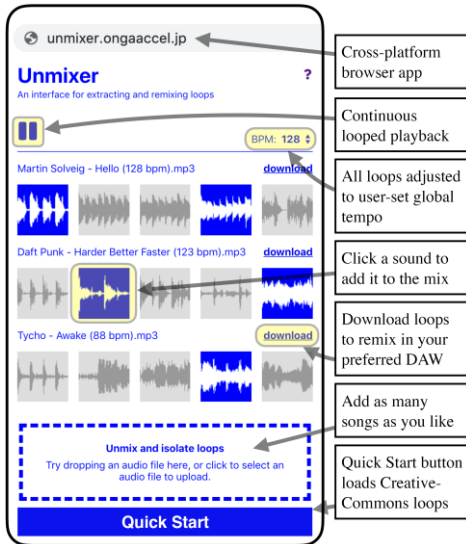 unmixer.ongaaccel.jp
Unmixer
?
An interface for extracting and remixing loops
BPM: 128
Martin Solveig - Hello (128 bpm).mp3
download
Daft Punk - Harder Better Faster (123 bpm).mp3
download
Tycho - Awake (88 bpm).mp3
download
Unmix and isolate loops
Try dropping an audio file here, or click to select an
audio file to upload.
Quick Start
Cross-platform
browser app
Continuous
looped playback
All loops adjusted
to user-set global
tempo
Click a sound to
add it to the mix
Download loops
to remix in your
preferred DAW
Add as many
songs as you like
Quick Start button
loads Creative-
Commons loops